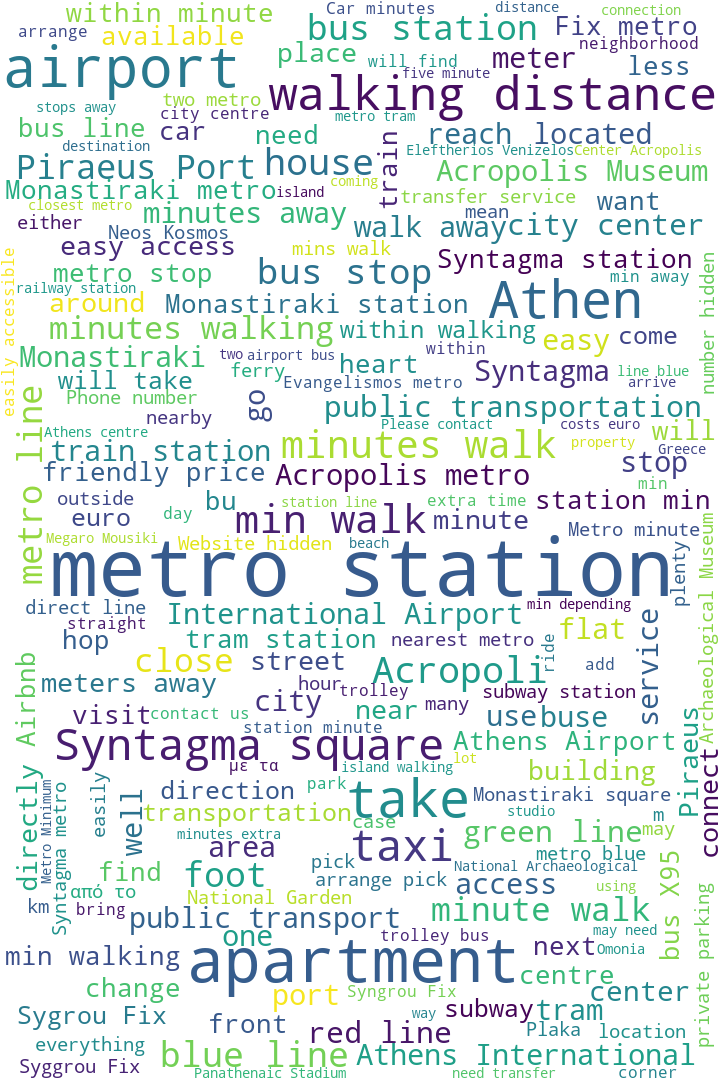 Car minutes
distance
connection
within minute
arrange
available
bus station
place
will find
Fix metro
neighborhood
meter
airport
five minute
less
walking distance
stops away
two metro
city centre
metro tram
bus line
car
need
reach located
destination
train
Eleftherios Venizelos
Center Acropolis
Piraeus Port
house
Acropolis Museum
Monastiraki metro
island
coming
transfer service
closest metro
minutes away
mean
want
either
Neos Kosmos
walk away
city center
easy access
mins walk
Syntagma station
easily accessible
metro stop
bus stop
min away
railway station
around
Monastiraki station
Athen
number hidden
minutes walking
within walking
easy
come
Monastiraki
two
airport bus
within
heart
Syntagma
line blue
will take
ferry
Evangelismos metro
arrive
Phone number
go
nearby
public transportation
Athens centre
Please contact
costs euro
will
metro line
train station
minutes walk
property
Greece
friendly price
Acropolis metro
stop
min
outside
bu
station line
extra time
station min
euro
day
min walk
minute
Metro minute
Megaro Mousiki
Website hidden
beach
plenty
Archaeological Museum
metro station
direct line
International Airport
min depending
straight
flat
hop
tram station
nearest metro
ride
service
close
street
Acropoli
add
meters away
hour
trolley
subway station
directly Airbnb
visit
contact us
city
near
many
use
buse
station minute
Piraeus
Syntagma square
Athens Airport
με τα
island walking
lot
connect
direction
park
building
Metro Minimum
Syntagma metro
easily
well
transportation
take
Monastiraki square
case
studio
m
minutes extra
green line
may
area
taxi
metro blue
find
foot
pick
arrange pick
National Archaeological
bus X95
από το
access
using
km
bring
National Garden
minute walk
private parking
public transport
one
trolley bus
may need
next
Omonia
min walking
apartment
centre
change
port
Syngrou Fix
center
way
subway
tram
Sygrou Fix
front
red line
Plaka
location
everything
Syggrou Fix
blue line
Athens International
Panathenaic Stadium
need transfer
corner